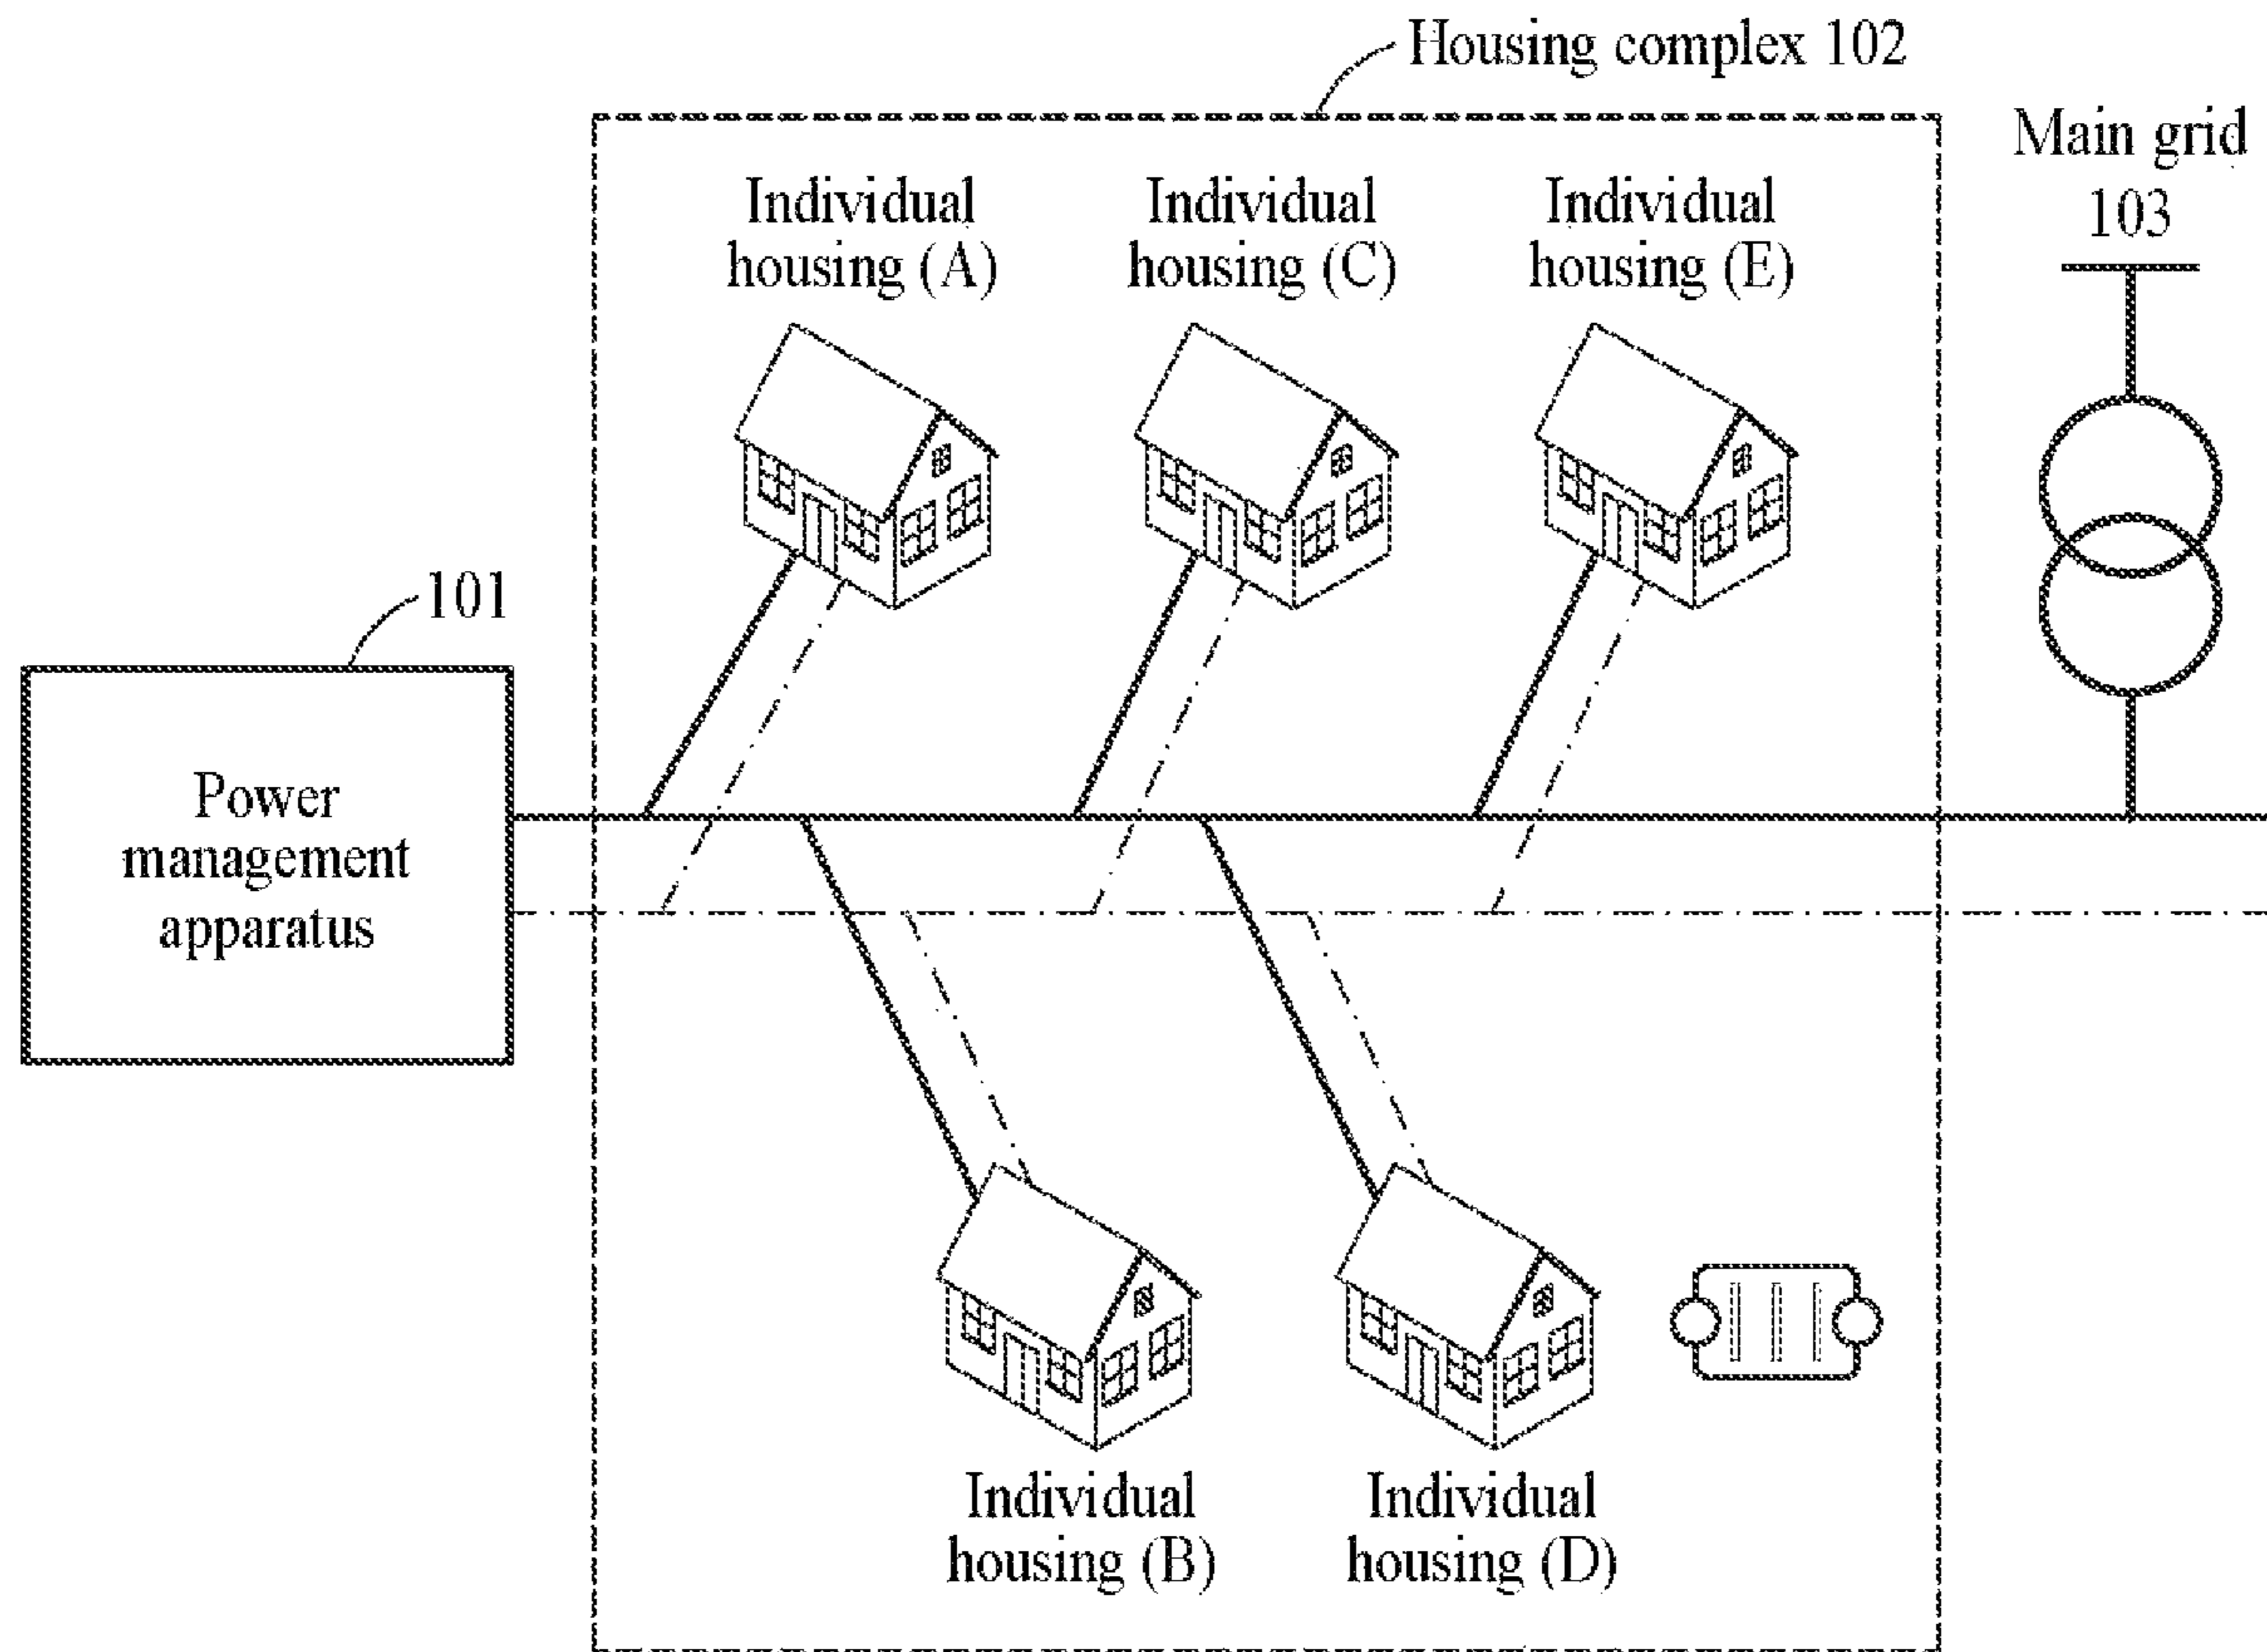 Housing complex 102
Main grid
103
Individual
housing (A)
Individual
housing (C)
Individual
housing (E)
101
Power
management
apparatus
Individual
housing (B)
Individual
housing (D)